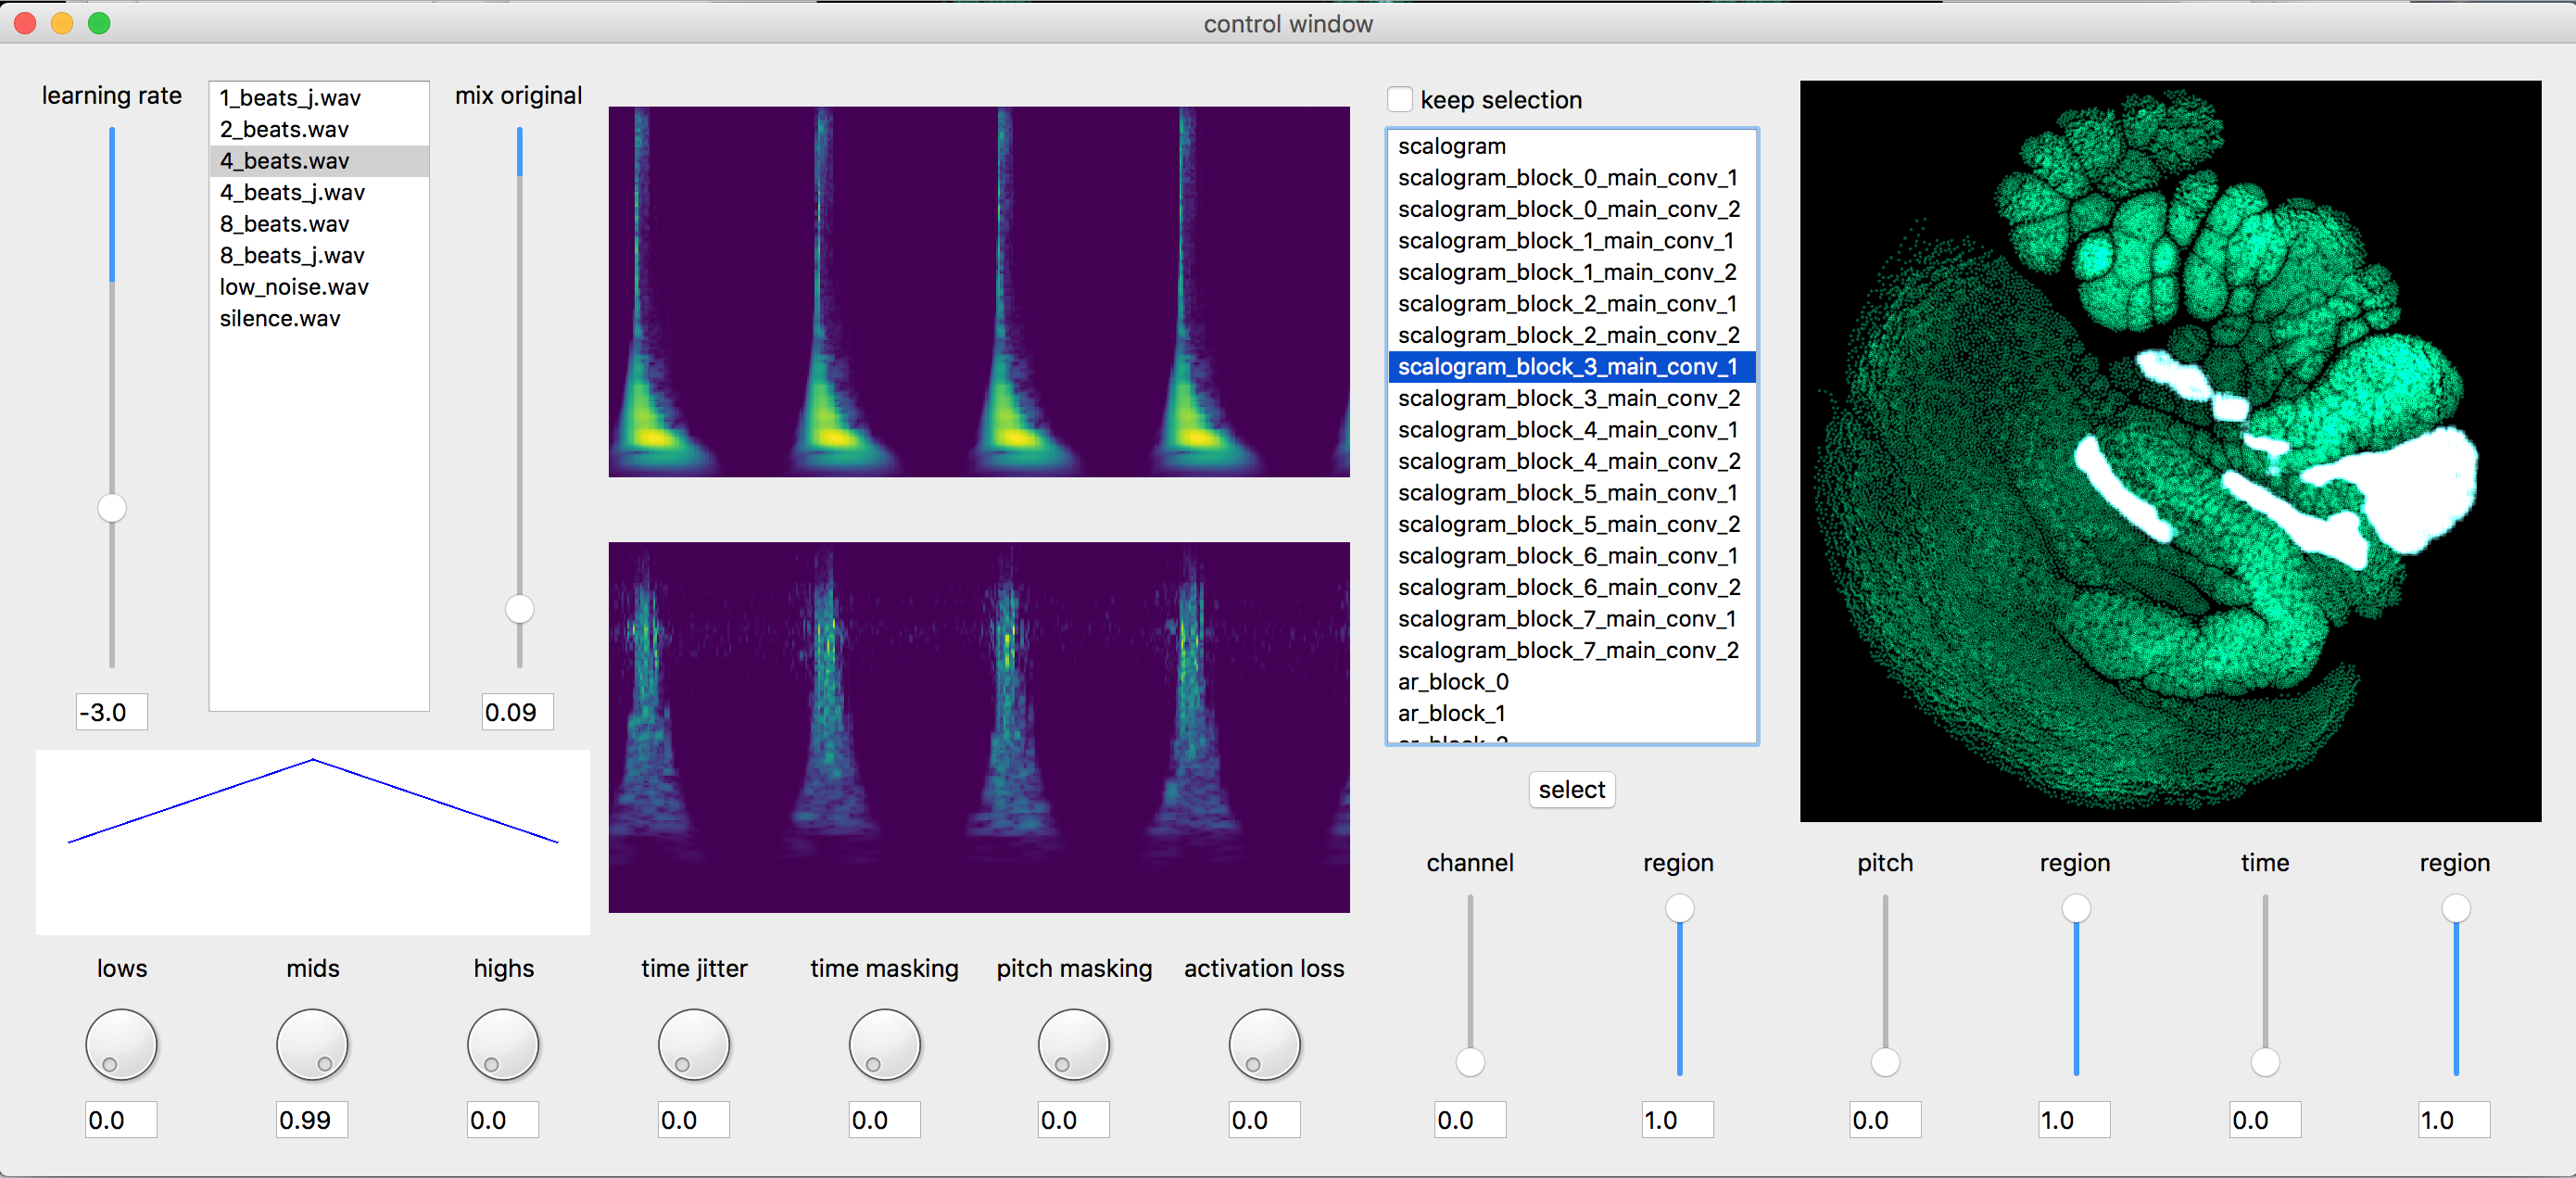 control window
learning rate
1_beats_j.wav
2_beats.wav
4_beats.wav
4_beats_j.wav
8_beats.wav
8_beats_j.wav
low_noise.wav
silence.wav
mix original
-3.0
0.09
keep selection
scalogram
scalogram_block_0_main_conv_1
scalogram_block_0_main_conv_2
scalogram_block_1_main_conv_1
scalogram_block_1_main_conv_2
scalogram_block_2_main_conv_1
scalogram_block_2_main_conv_2
scalogram_block_3_main_conv_1
scalogram_block_3_main_conv_2
scalogram_block_4_main_conv_1
scalogram_block_4_main_conv_2
scalogram_block_5_main_conv_1
scalogram_block_5_main_conv_2
scalogram_block_6_main_conv_1
scalogram_block_6_main_conv_2
scalogram_block_7_main_conv_1
scalogram_block_7_main_conv_2
ar_block_0
ar_block_1
select
channel region pitch region time region
lows mids highs time jitter time masking pitch masking activation loss
0.0 0.99 0.0 0.0 0.0 0.0 0.0 0.0 1.0 0.0 1.0 0.0 1.0